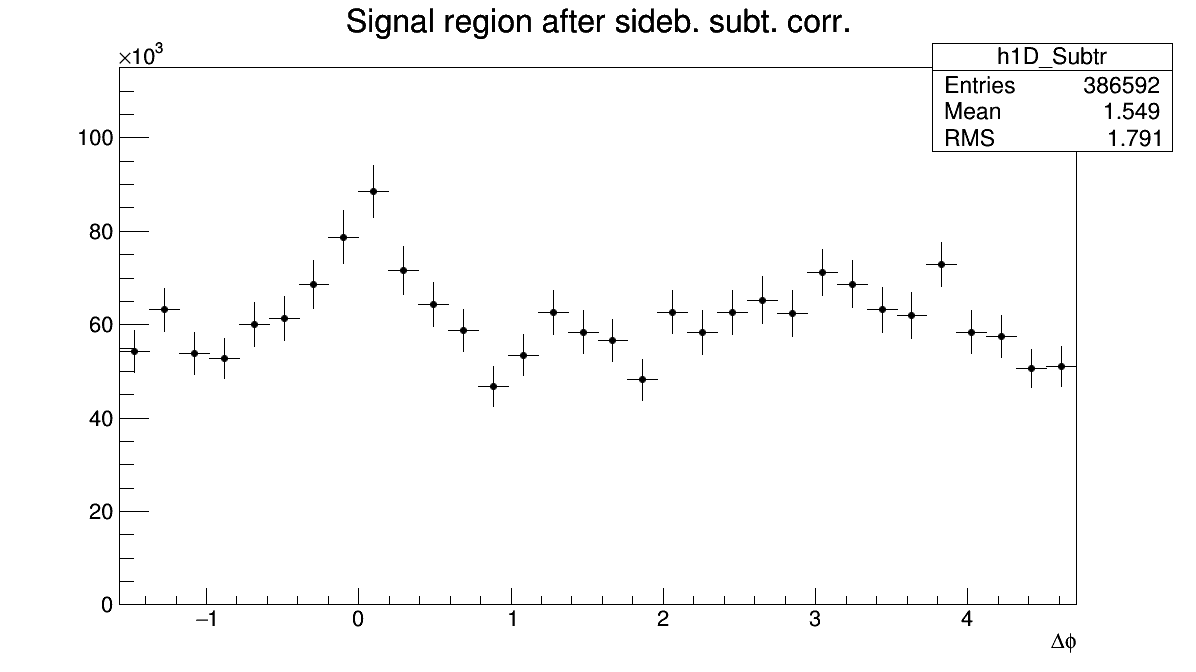 Signal region after sideb. subt. corr.
×10³
h1D_Subtr
Entries 386592
Mean 1.549
RMS 1.791
100
80
60
40
20
0
−1 0 1 2 3 4
Δϕ